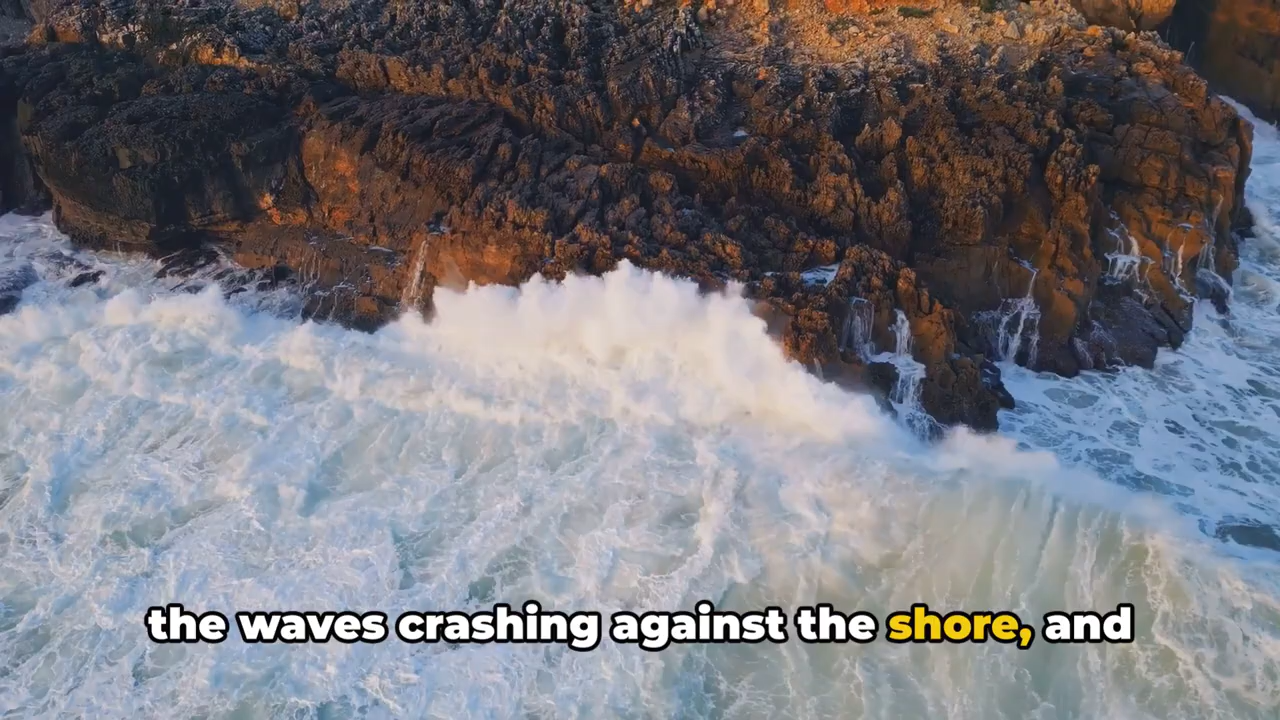 the waves crashing against the shore, and